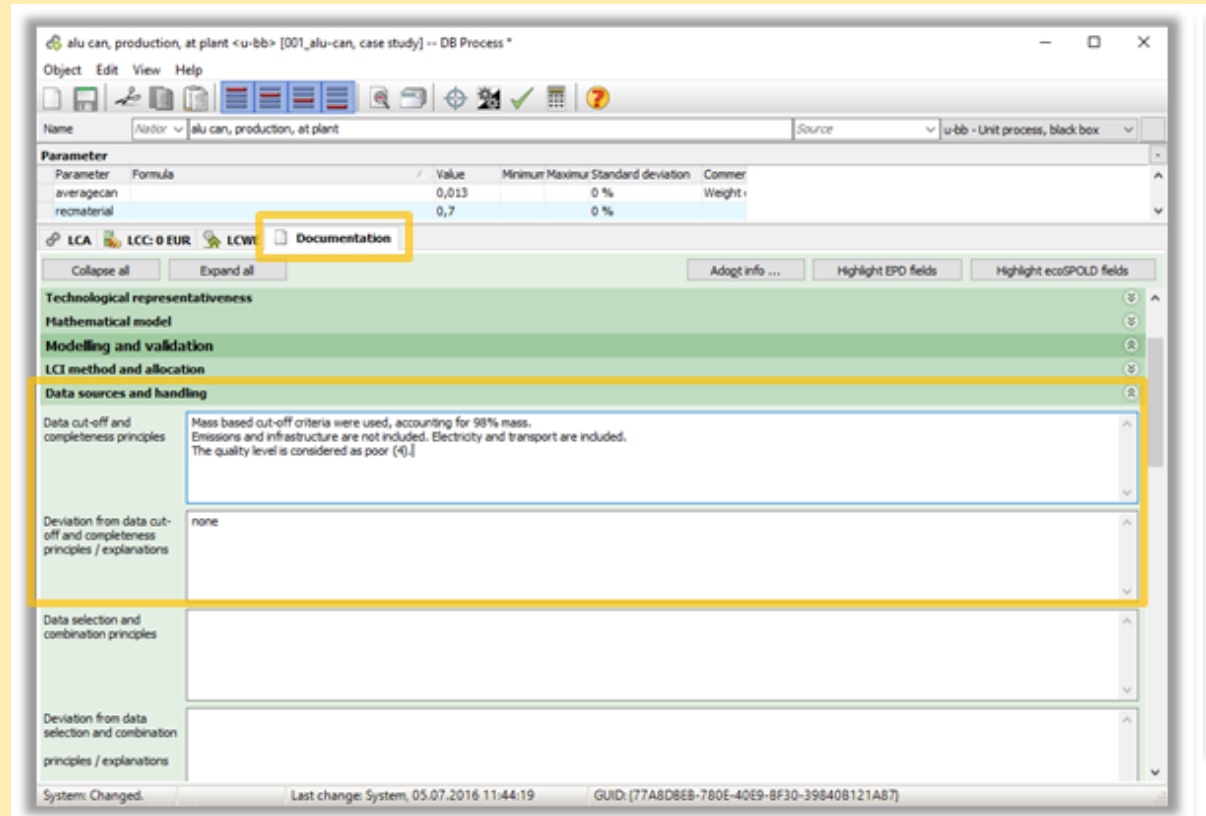 alu can, production, at plant <u-bb> [001_alu-can, case study] -- DB Process *
Object Edit View Help
Name Nation alu can, production, at plant Source u-bb - Unit process, black box
Parameter
Parameter Formula Value Minimum Maximum Standard deviation Commer
averagecan 0,013 0 % Weight
recmaterial 0,7 0 %
LCA LCC: 0 EUR LCWE Documentation
Collapse all Expand all Adopt info ... Highlight EPD fields Highlight ecoSPOLD fields
Technological representativeness
Mathematical model
Modelling and validation
LCI method and allocation
Data sources and handling
Data cut-off and
completeness principles
Mass based cut-off criteria were used, accounting for 98% mass.
Emissions and infrastructure are not included. Electricity and transport are included.
The quality level is considered as poor (4).
Deviation from data cut-
off and completeness
principles / explanations
none
Data selection and
combination principles
Deviation from data
selection and combination
principles / explanations
System: Changed. Last change: System, 05.07.2016 11:44:19 GUID: {77A8D8EB-780E-40E9-8F30-39840B121A87}